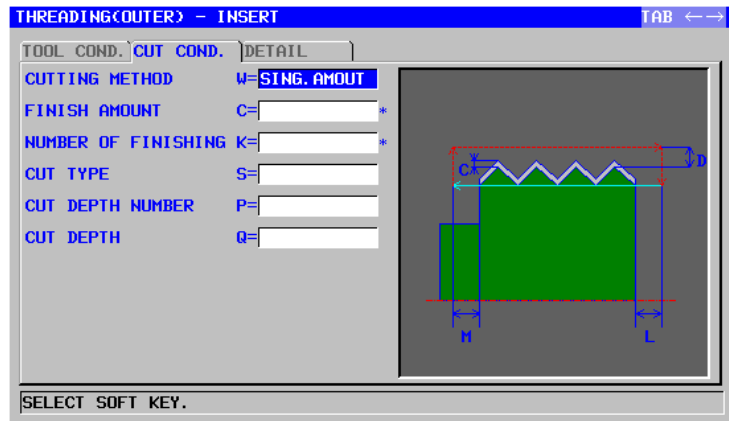 THREADING(OUTER) - INSERT TAB ←→
TOOL COND. CUT COND. DETAIL
CUTTING METHOD W=SING.AMOUT
FINISH AMOUNT C= *
NUMBER OF FINISHING K= *
CUT TYPE S=
CUT DEPTH NUMBER P=
CUT DEPTH Q=
C D
M L
SELECT SOFT KEY.